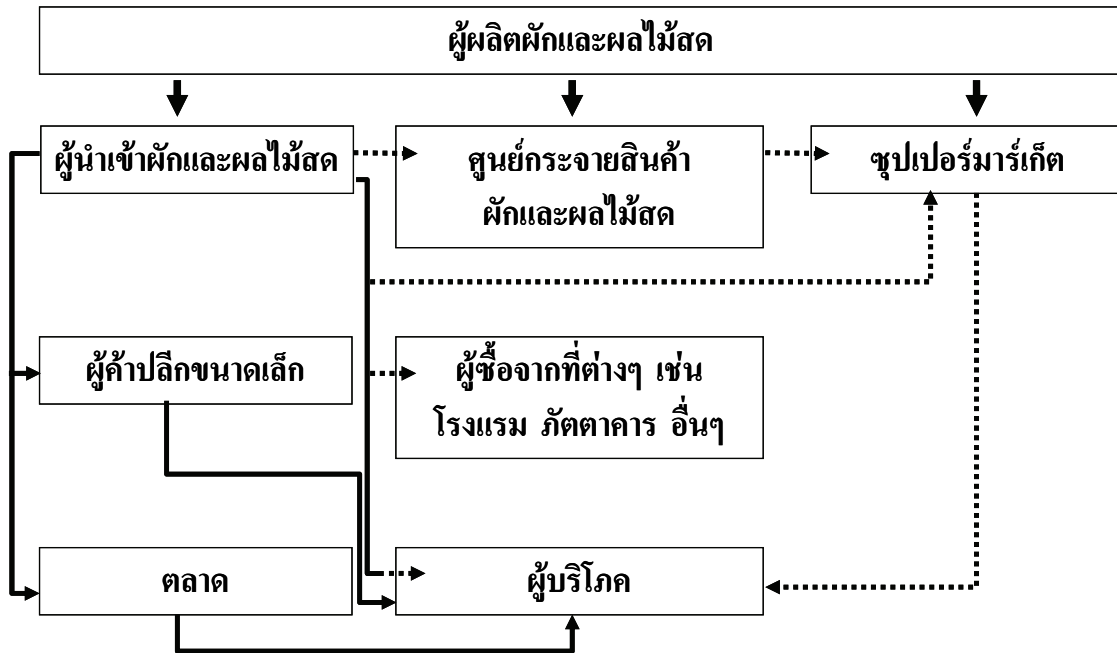 ผู้ผลิตผักและผลไม้สด
ผู้นำเข้าผักและผลไม้สด
ศูนย์กระจายสินค้า
ผักและผลไม้สด
ซุปเปอร์มาร์เก็ต
ผู้ค้าปลีกขนาดเล็ก
ผู้ซื้อจากที่ต่างๆ เช่น
โรงแรม ภัตตาคาร อื่นๆ
ตลาด
ผู้บริโภค